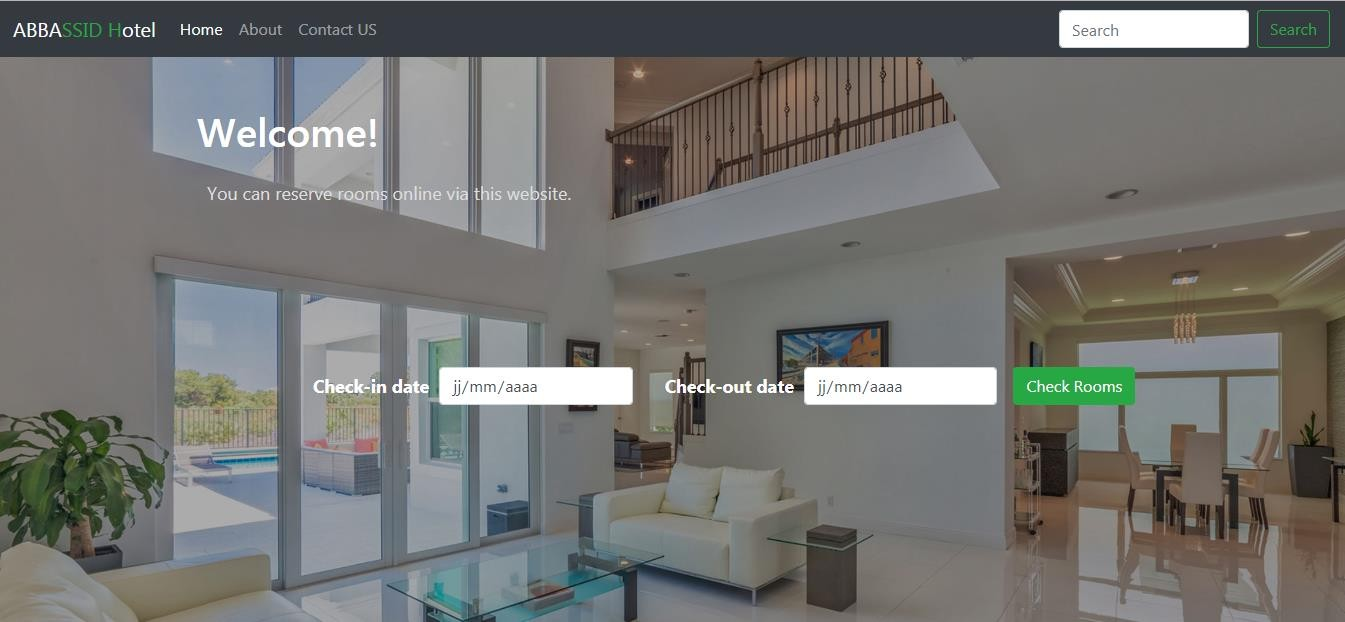 ABBASSID Hotel Home About Contact US Search Search
Welcome!
You can reserve rooms online via this website.
Check-in date jj/mm/aaaa Check-out date jj/mm/aaaa Check Rooms